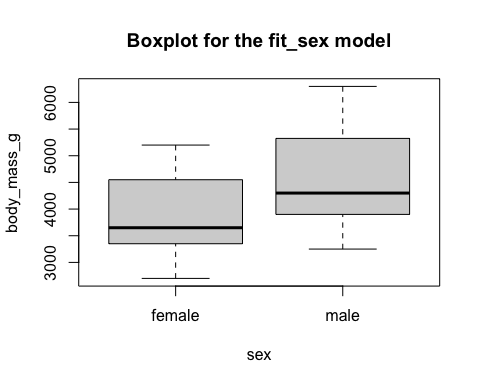 Boxplot for the fit_sex model
body_mass_g
6000
5000
4000
3000
female male
sex